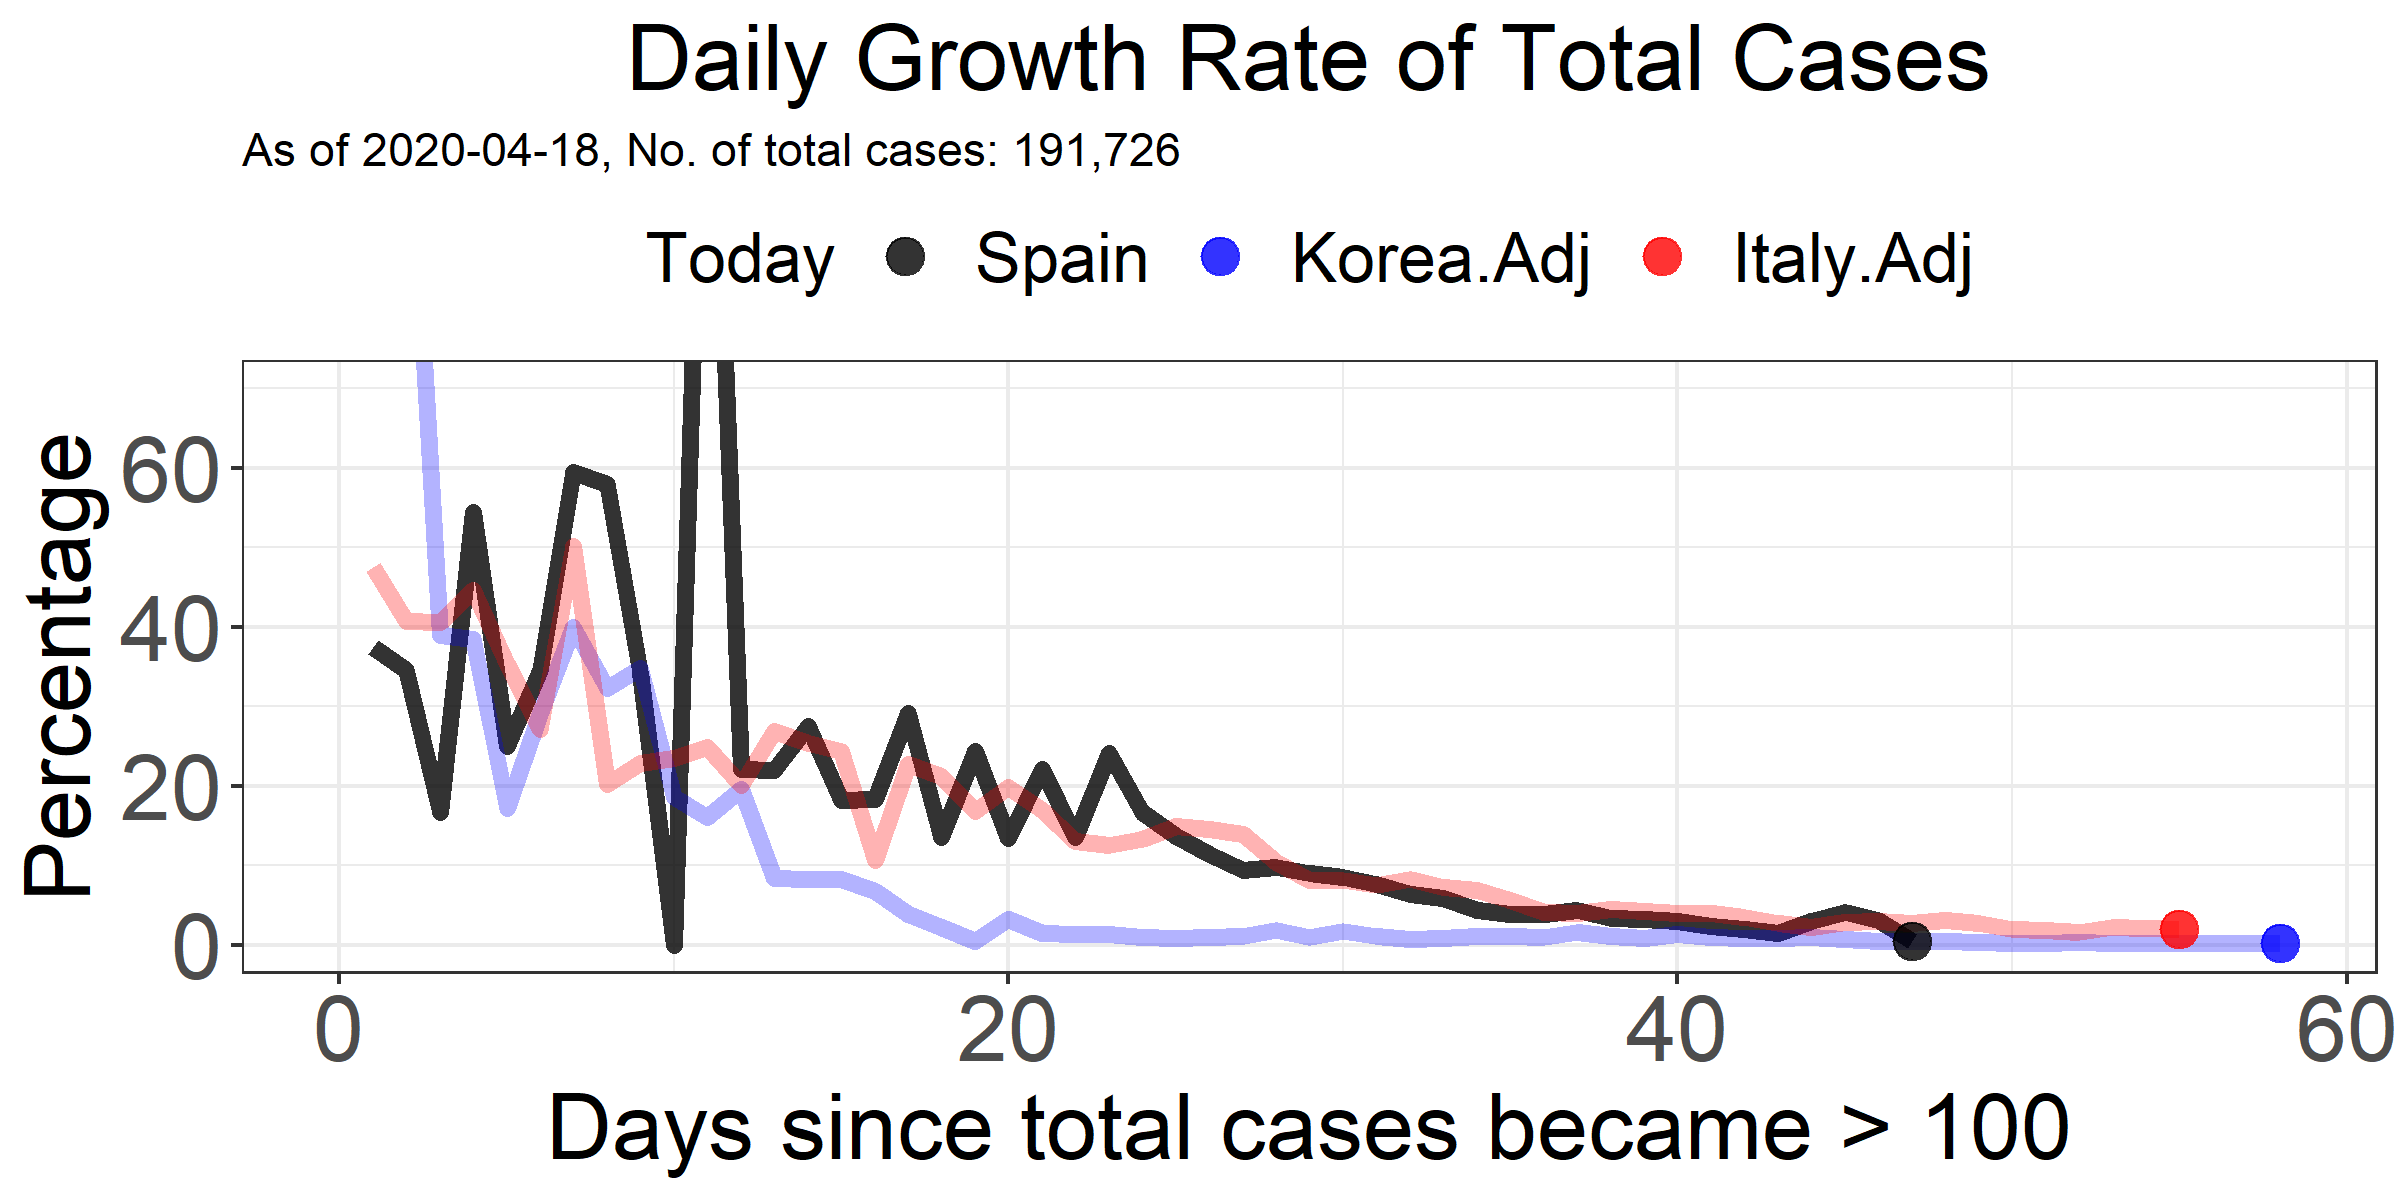 Daily Growth Rate of Total Cases
As of 2020-04-18, No. of total cases: 191,726
Today Spain Korea.Adj Italy.Adj
Percentage
60
40
20
0
0 20 40 60
Days since total cases became > 100